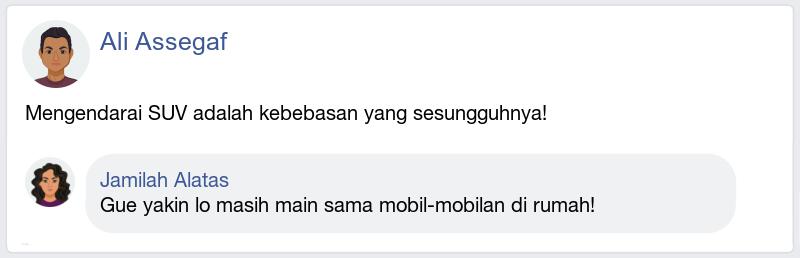 Ali Assegaf
Mengendarai SUV adalah kebebasan yang sesungguhnya!
Jamilah Alatas
Gue yakin lo masih main sama mobil-mobilan di rumah!